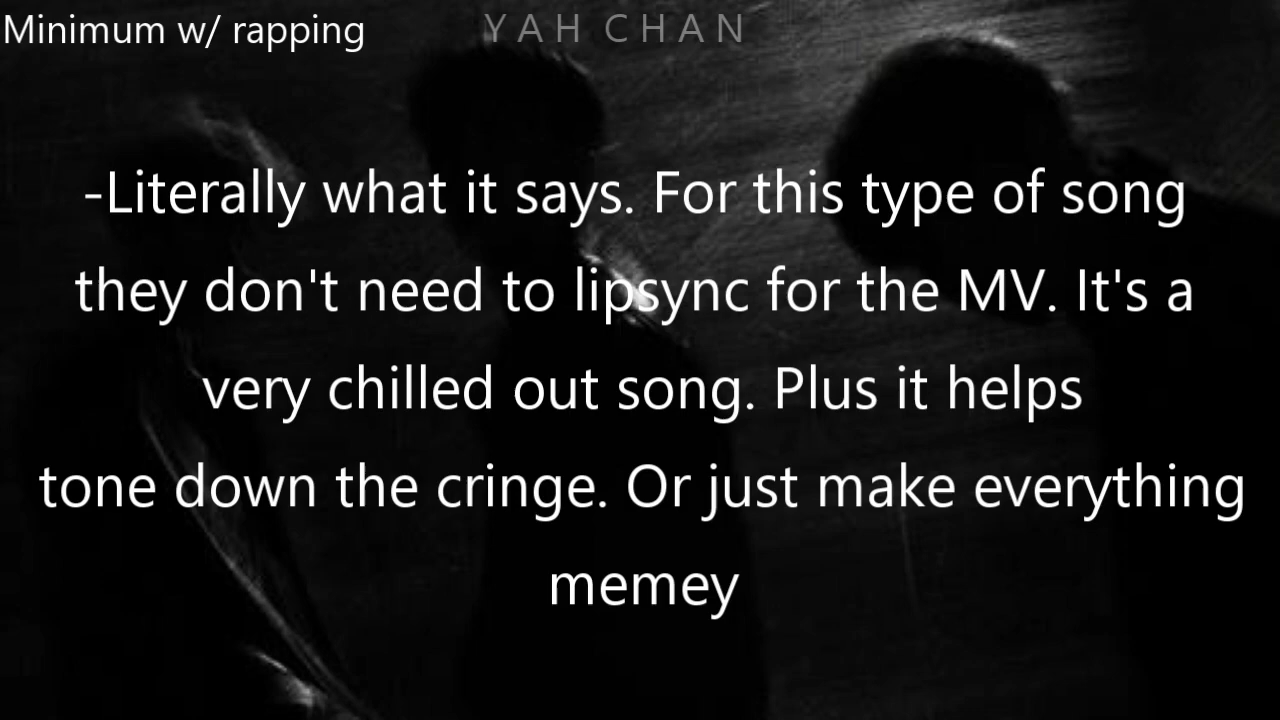 Minimum w/ rapping
YAH CHAN
-Literally what it says. For this type of song
they don't need to lipsync for the MV. It's a
very chilled out song. Plus it helps
tone down the cringe. Or just make everything
memey